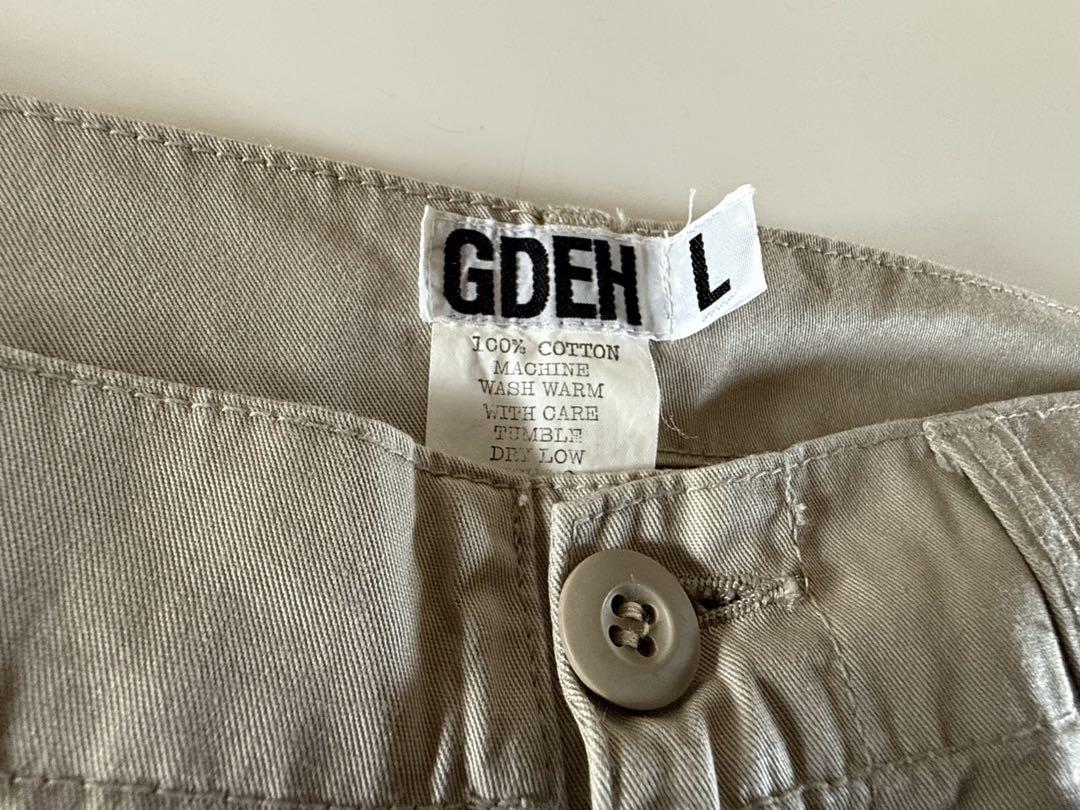 GDEH L
100% COTTON
MACHINE
WASH WARM
WITH CARE
TUMBLE
DRY LOW